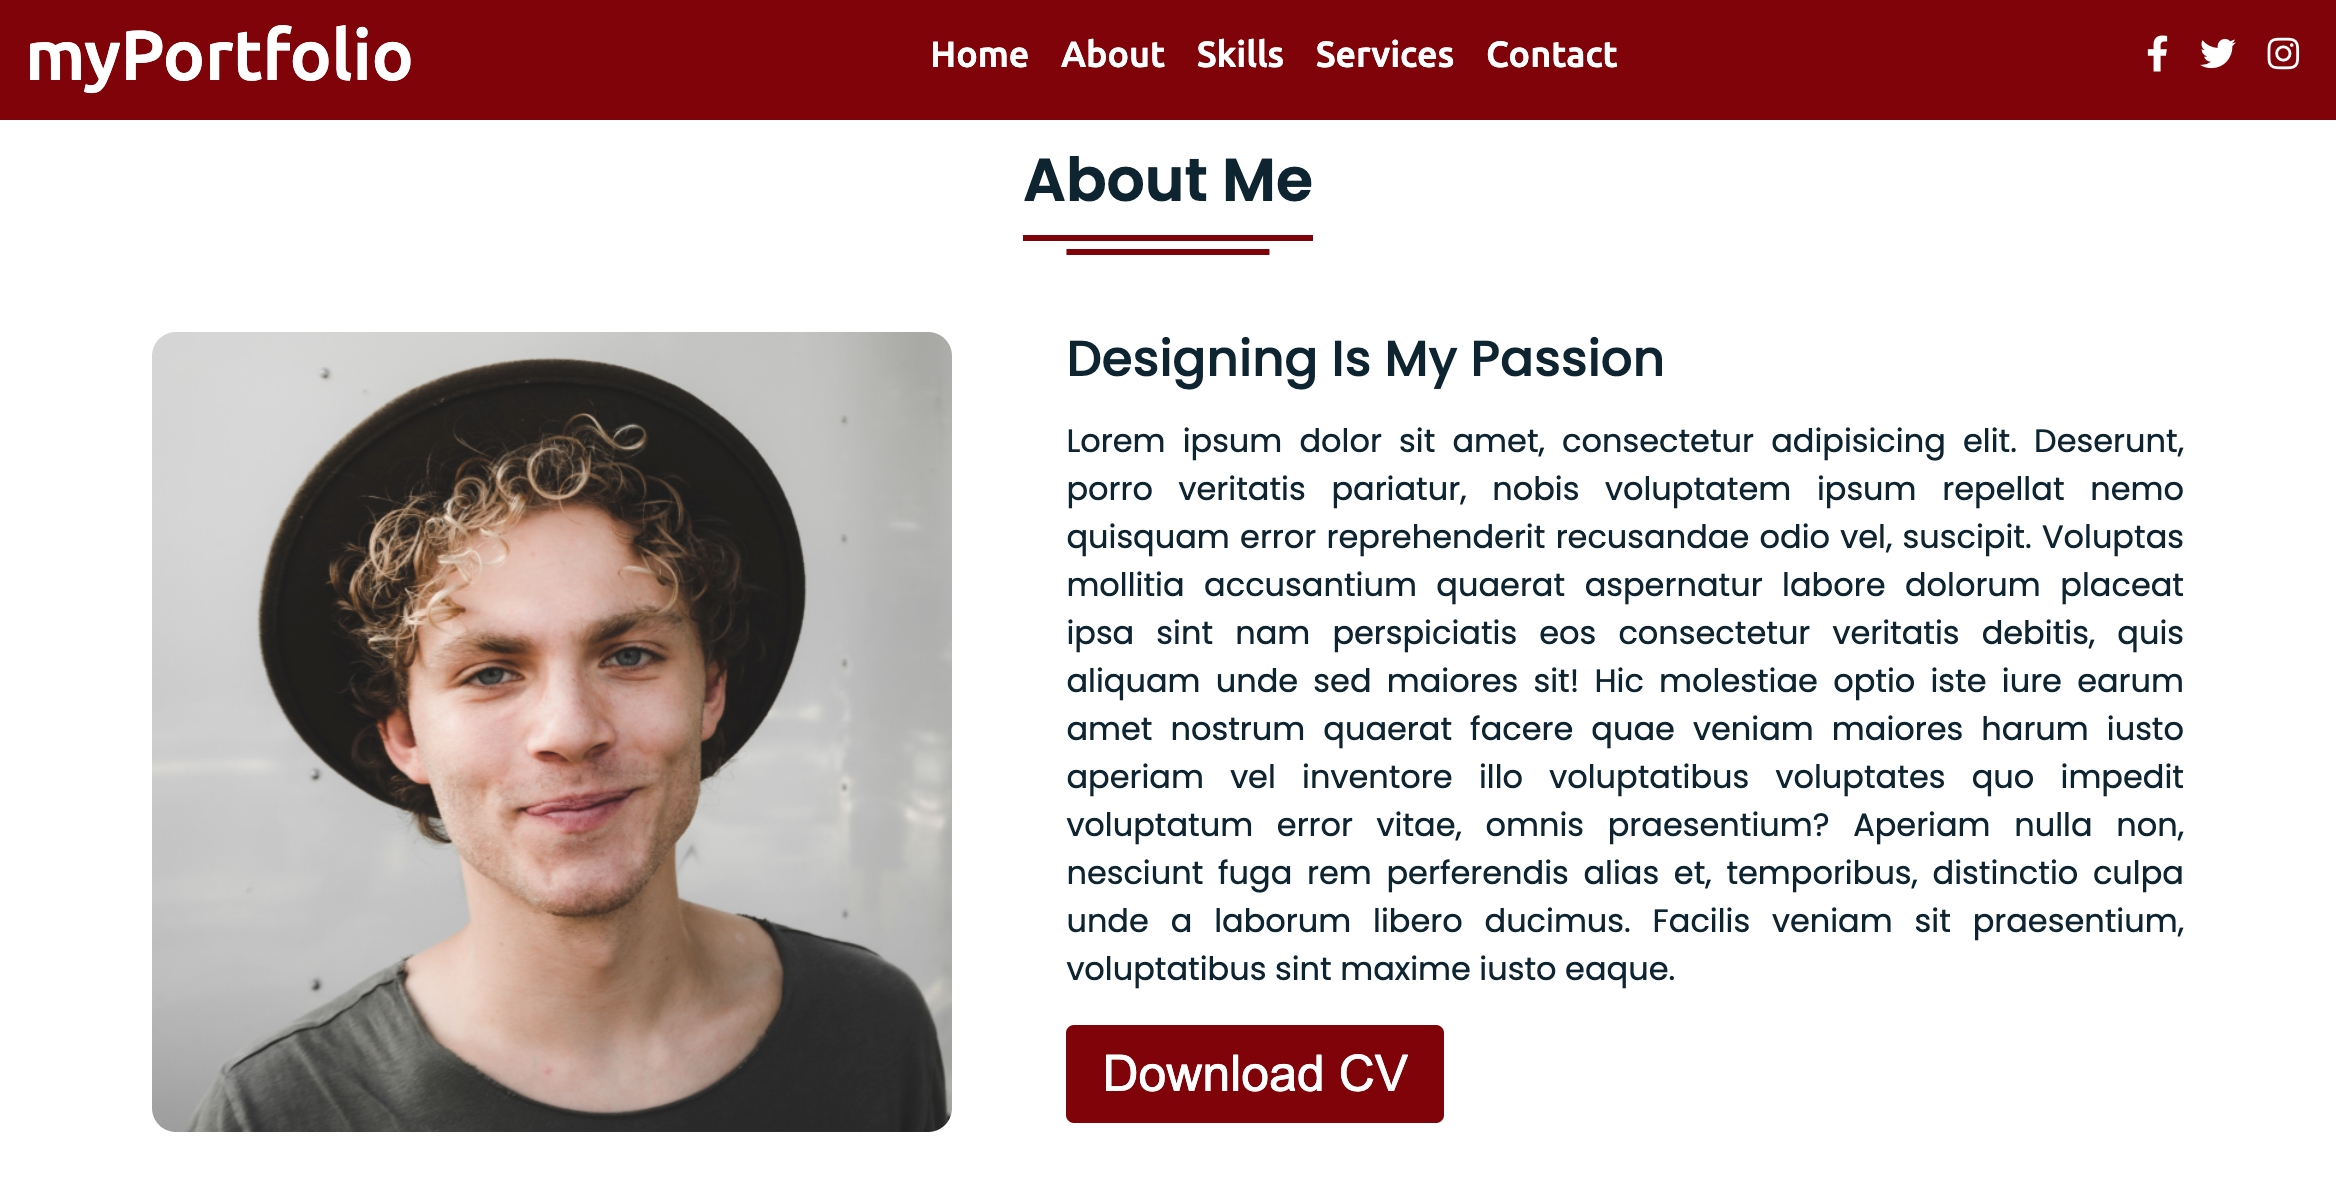 myPortfolio
Home About Skills Services Contact
About Me
Designing Is My Passion
Lorem ipsum dolor sit amet, consectetur adipisicing elit. Deserunt,
porro veritatis pariatur, nobis voluptatem ipsum repellat nemo
quisquam error reprehenderit recusandae odio vel, suscipit. Voluptas
mollitia accusantium quaerat aspernatur labore dolorum placeat
ipsa sint nam perspiciatis eos consectetur veritatis debitis, quis
aliquam unde sed maiores sit! Hic molestiae optio iste iure earum
amet nostrum quaerat facere quae veniam maiores harum iusto
aperiam vel inventore illo voluptatibus voluptates quo impedit
voluptatum error vitae, omnis praesentium? Aperiam nulla non,
nesciunt fuga rem perferendis alias et, temporibus, distinctio culpa
unde a laborum libero ducimus. Facilis veniam sit praesentium,
voluptatibus sint maxime iusto eaque.
Download CV